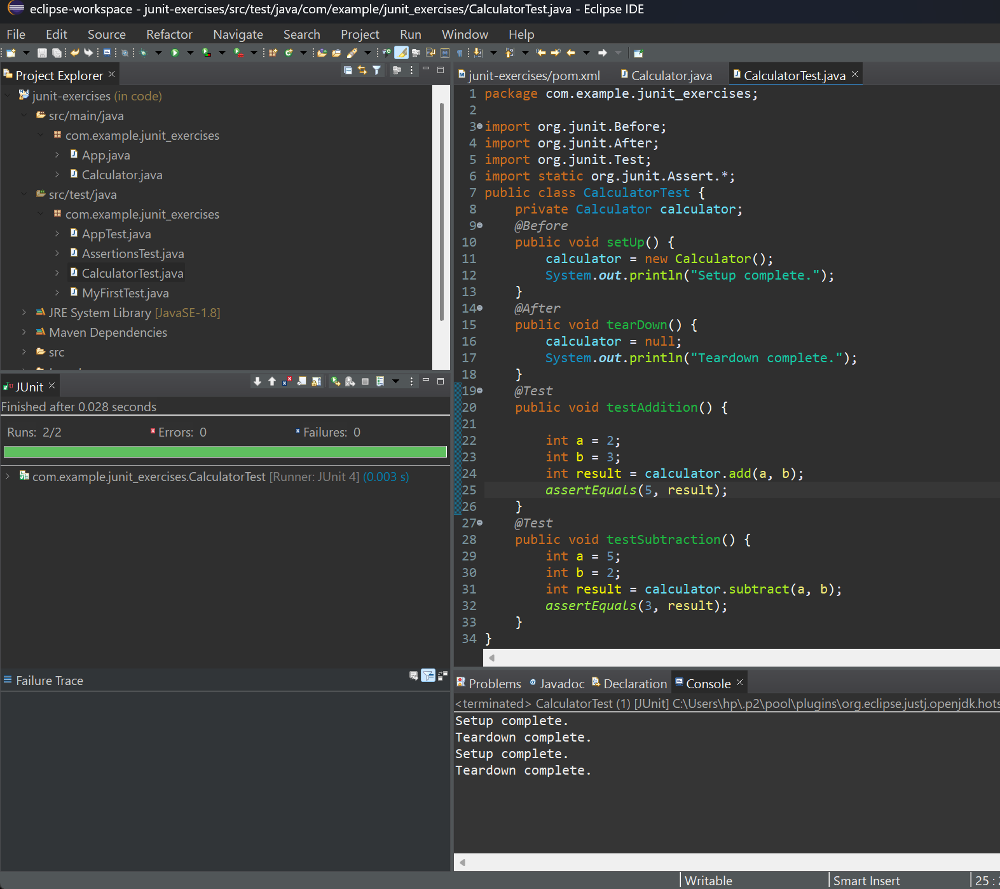 eclipse-workspace - junit-exercises/src/test/java/com/example/junit_exercises/CalculatorTest.java - Eclipse IDE
File Edit Source Refactor Navigate Search Project Run Window Help
Project Explorer
junit-exercises (in code)
src/main/java
com.example.junit_exercises
App.java
Calculator.java
src/test/java
com.example.junit_exercises
AppTest.java
AssertionsTest.java
CalculatorTest.java
MyFirstTest.java
JRE System Library [JavaSE-1.8]
Maven Dependencies
src
JUnit
Finished after 0.028 seconds
Runs: 2/2 Errors: 0 Failures: 0
com.example.junit_exercises.CalculatorTest [Runner: JUnit 4] (0.003 s)
Failure Trace
junit-exercises/pom.xml Calculator.java CalculatorTest.java
1 package com.example.junit_exercises;
2
3 import org.junit.Before;
4 import org.junit.After;
5 import org.junit.Test;
6 import static org.junit.Assert.*;
7 public class CalculatorTest {
8 private Calculator calculator;
9 @Before
10 public void setUp() {
11 calculator = new Calculator();
12 System.out.println("Setup complete.");
13 }
14 @After
15 public void tearDown() {
16 calculator = null;
17 System.out.println("Teardown complete.");
18 }
19 @Test
20 public void testAddition() {
21
22 int a = 2;
23 int b = 3;
24 int result = calculator.add(a, b);
25 assertEquals(5, result);
26 }
27 @Test
28 public void testSubtraction() {
29 int a = 5;
30 int b = 2;
31 int result = calculator.subtract(a, b);
32 assertEquals(3, result);
33 }
34 }
Problems Javadoc Declaration Console
<terminated> CalculatorTest (1) [JUnit] C:\Users\hp\.p2\pool\plugins\org.eclipse.justj.openjdk.hots
Setup complete.
Teardown complete.
Setup complete.
Teardown complete.
Writable Smart Insert 25 :